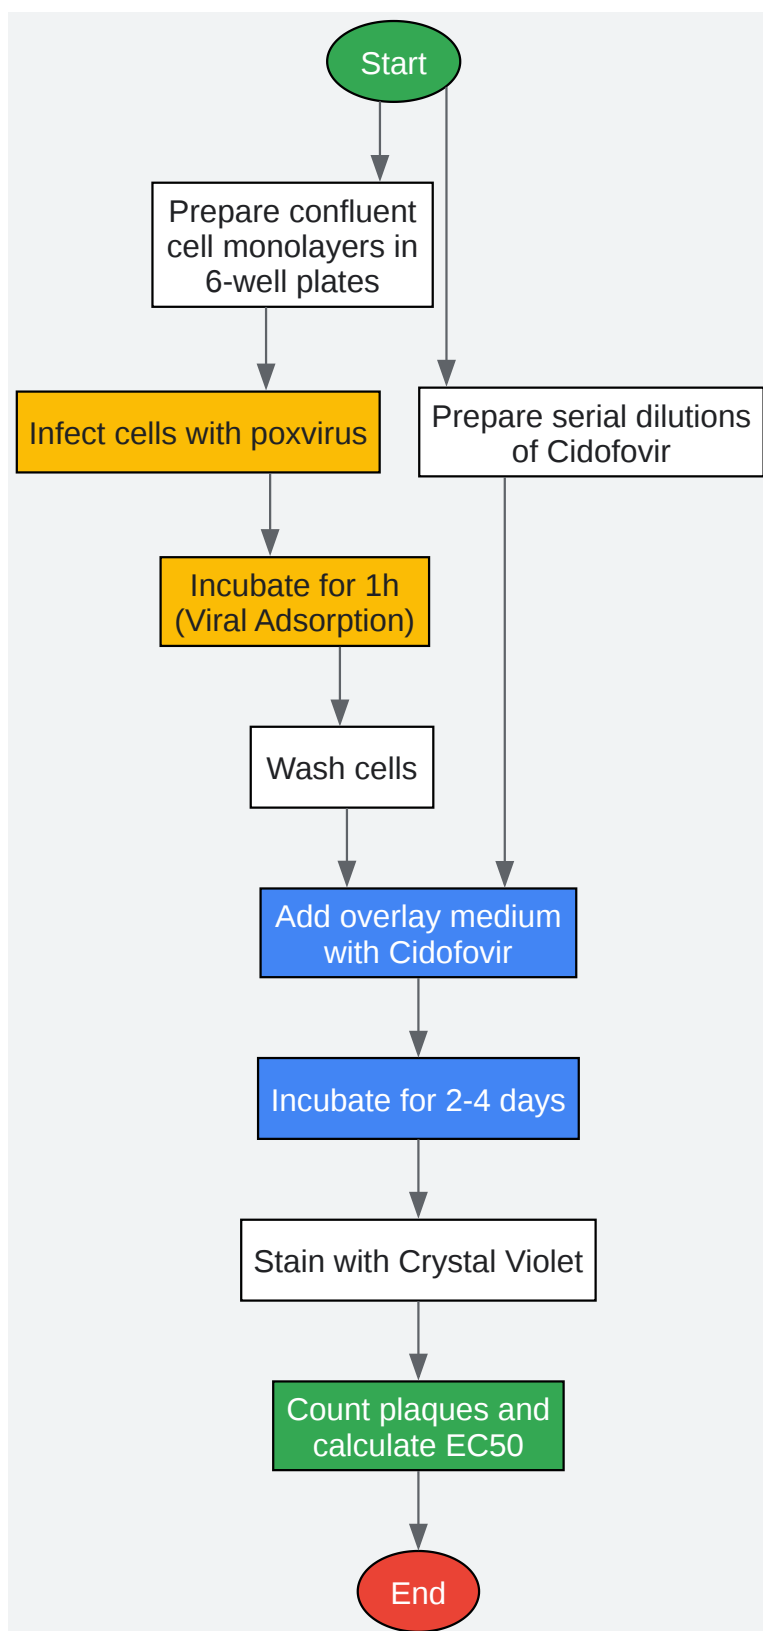 Start
Prepare confluent
cell monolayers in
6-well plates
Infect cells with poxvirus
Prepare serial dilutions
of Cidofovir
Incubate for 1h
(Viral Adsorption)
Wash cells
Add overlay medium
with Cidofovir
Incubate for 2-4 days
Stain with Crystal Violet
Count plaques and
calculate EC50
End